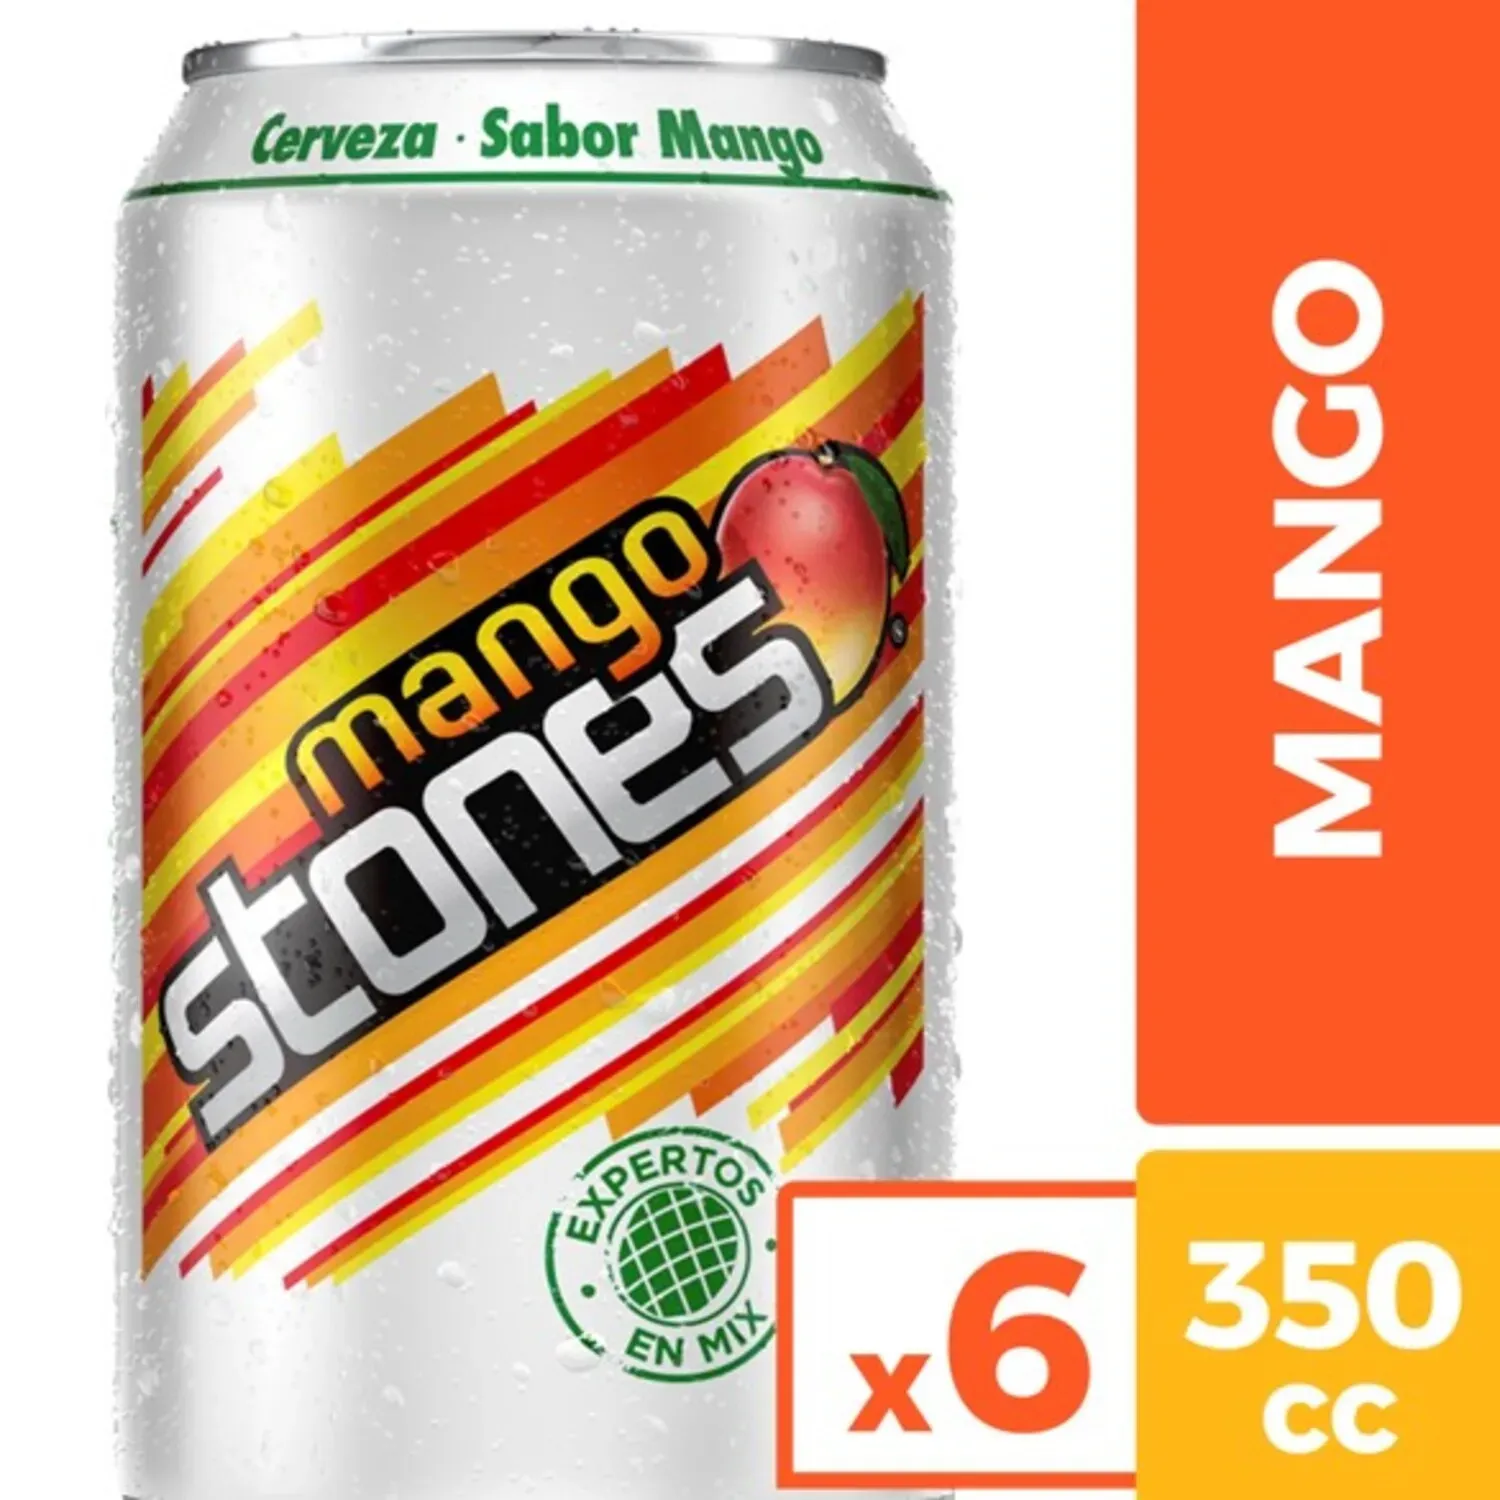 Cerveza · Sabor Mango
mango
stones
EXPERTOS
EN MIX
MANGO
x6
350
cc